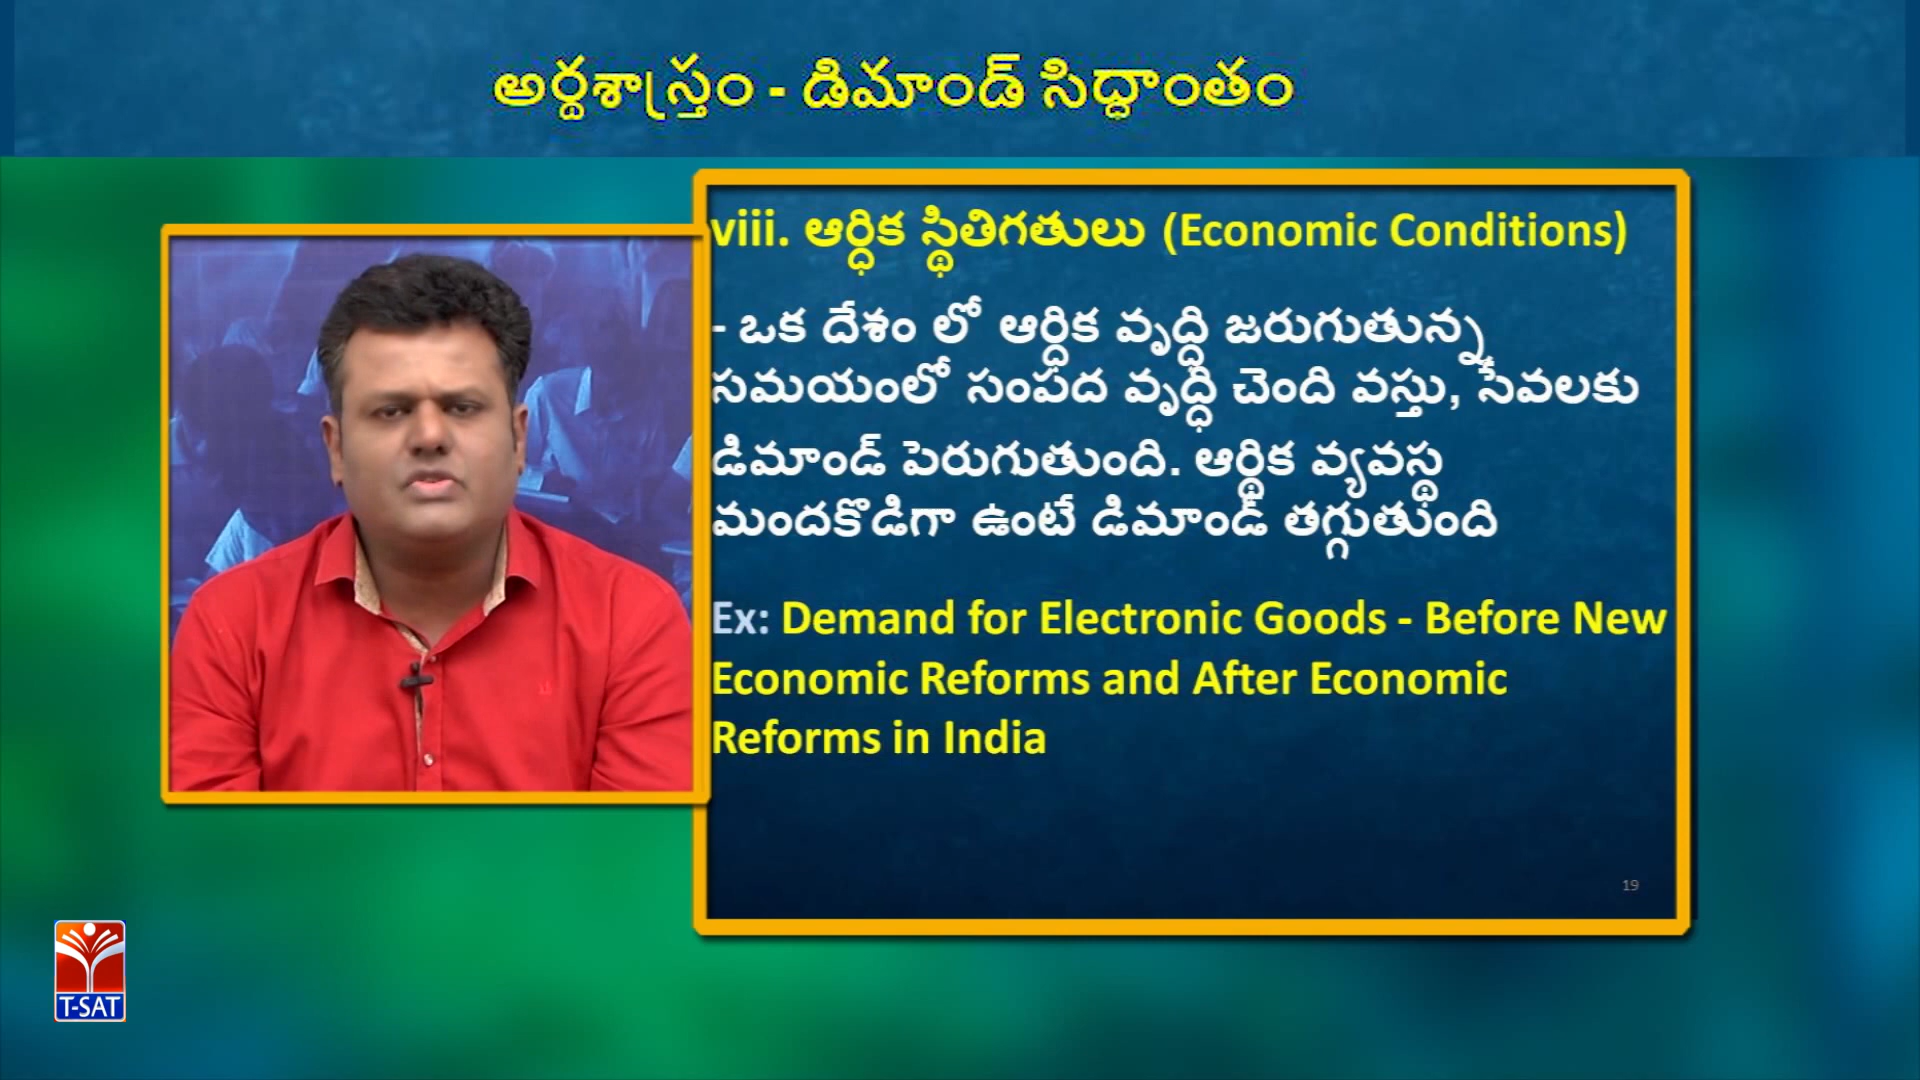 అర్థశాస్త్రం - డిమాండ్ సిద్ధాంతం
viii. ఆర్ధిక స్థితిగతులు (Economic Conditions)
- ఒక దేశం లో ఆర్ధిక వృద్ధి జరుగుతున్న
సమయంలో సంపద వృద్ధి చెంది వస్తు, సేవలకు
డిమాండ్ పెరుగుతుంది. ఆర్థిక వ్యవస్థ
మందకొడిగా ఉంటే డిమాండ్ తగ్గుతుంది
Ex: Demand for Electronic Goods - Before New
Economic Reforms and After Economic
Reforms in India
19
T-SAT